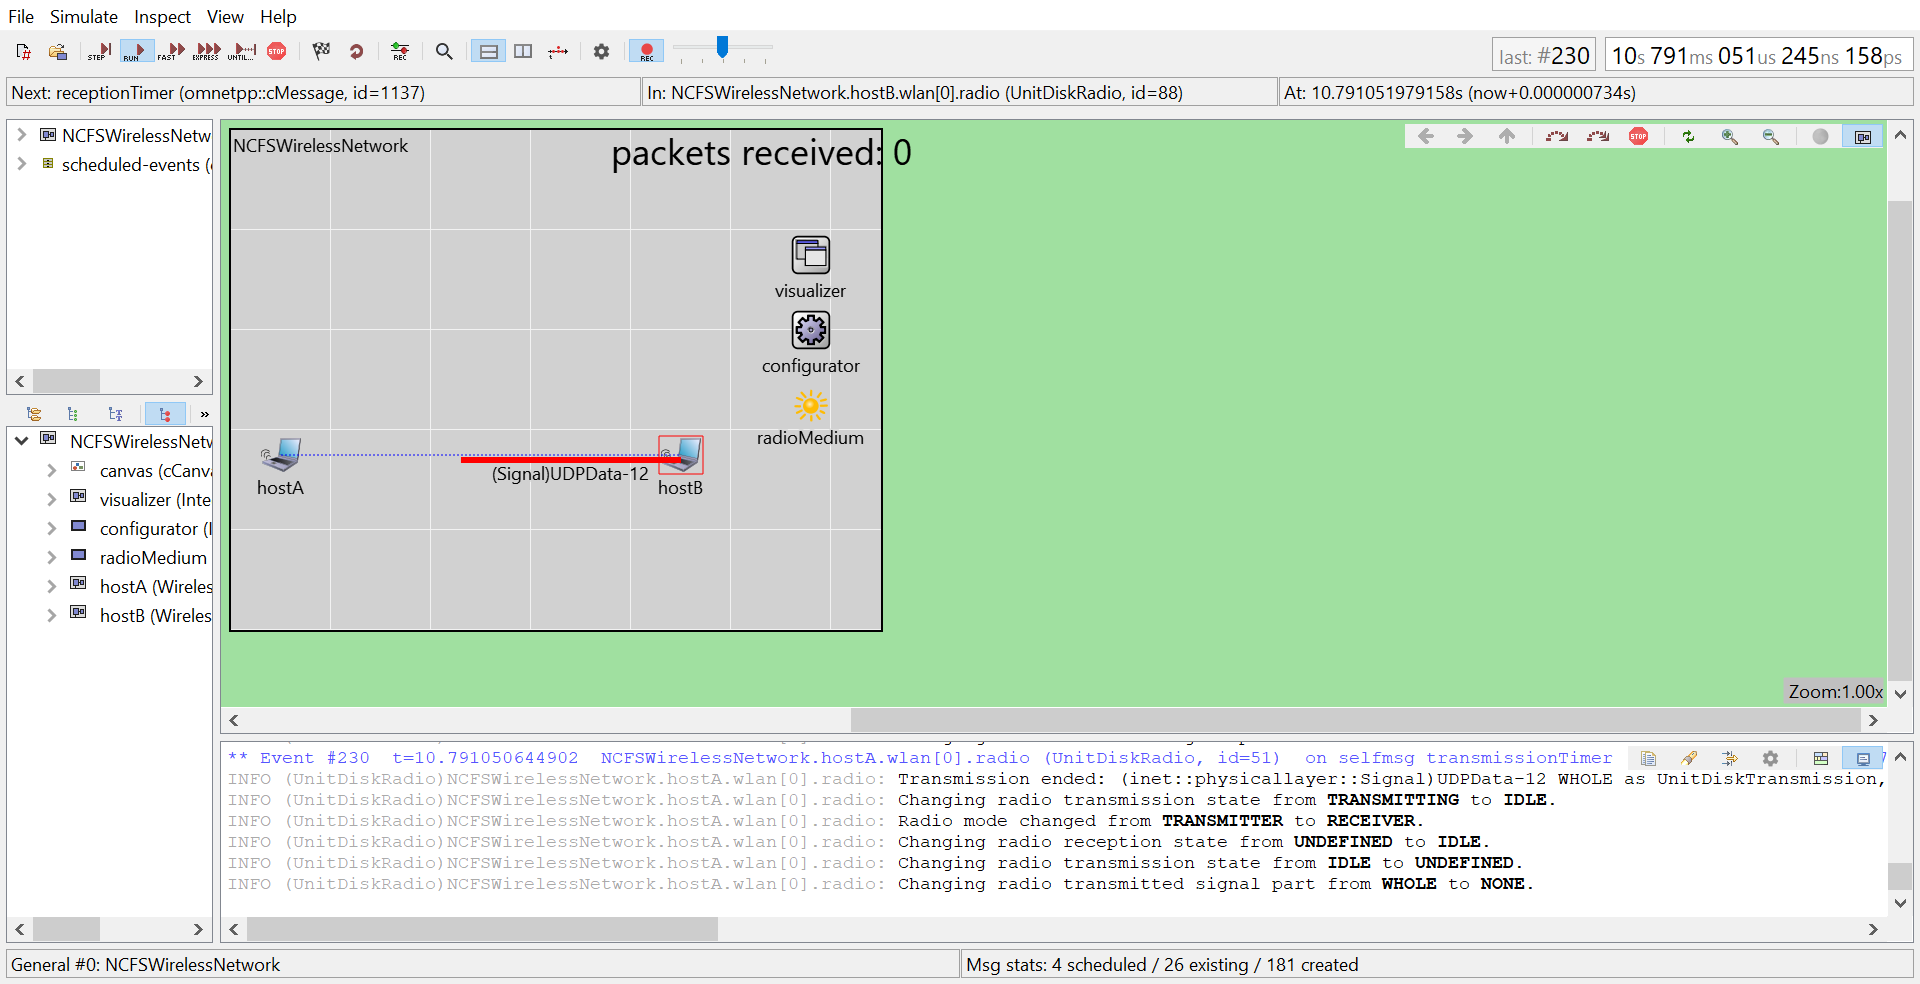 File Simulate Inspect View Help
STEP RUN FAST EXPRESS UNTIL... STOP REC REC
last: #230 10s 791ms 051us 245ns 158ps
Next: receptionTimer (omnetpp::cMessage, id=1137) In: NCFSWirelessNetwork.hostB.wlan[0].radio (UnitDiskRadio, id=88) At: 10.791051979158s (now+0.000000734s)
NCFSWirelessNetw
scheduled-events (
NCFSWirelessNetwork
packets received: 0
STOP
visualizer
configurator
radioMedium
(Signal)UDPData-12
hostA
hostB
Zoom:1.00x
NCFSWirelessNetw
canvas (cCanva
visualizer (Inte
configurator (I
radioMedium
hostA (Wireles
hostB (Wireles
** Event #230 t=10.791050644902 NCFSWirelessNetwork.hostA.wlan[0].radio (UnitDiskRadio, id=51) on selfmsg transmissionTimer
INFO (UnitDiskRadio)NCFSWirelessNetwork.hostA.wlan[0].radio: Transmission ended: (inet::physicallayer::Signal)UDPData-12 WHOLE as UnitDiskTransmission,
INFO (UnitDiskRadio)NCFSWirelessNetwork.hostA.wlan[0].radio: Changing radio transmission state from TRANSMITTING to IDLE.
INFO (UnitDiskRadio)NCFSWirelessNetwork.hostA.wlan[0].radio: Radio mode changed from TRANSMITTER to RECEIVER.
INFO (UnitDiskRadio)NCFSWirelessNetwork.hostA.wlan[0].radio: Changing radio reception state from UNDEFINED to IDLE.
INFO (UnitDiskRadio)NCFSWirelessNetwork.hostA.wlan[0].radio: Changing radio transmission state from IDLE to UNDEFINED.
INFO (UnitDiskRadio)NCFSWirelessNetwork.hostA.wlan[0].radio: Changing radio transmitted signal part from WHOLE to NONE.
General #0: NCFSWirelessNetwork Msg stats: 4 scheduled / 26 existing / 181 created